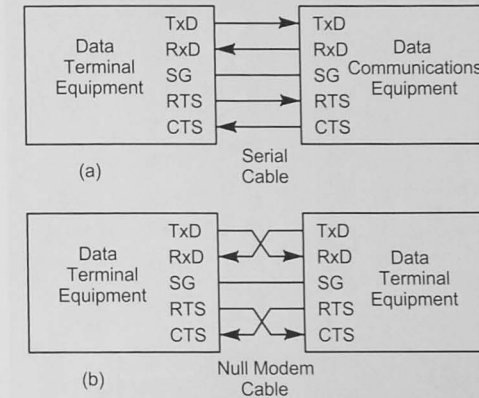 TxD TxD
Data RxD RxD Data
Terminal SG SG Communications
Equipment RTS RTS Equipment
CTS CTS
(a) Serial
Cable
TxD TxD
Data RxD RxD Data
Terminal SG SG Terminal
Equipment RTS RTS Equipment
CTS CTS
(b) Null Modem
Cable